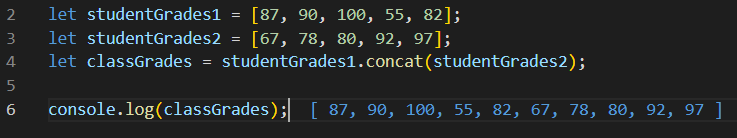 2 let studentGrades1 = [87, 90, 100, 55, 82];
3 let studentGrades2 = [67, 78, 80, 92, 97];
4 let classGrades = studentGrades1.concat(studentGrades2);
5
6 console.log(classGrades); [ 87, 90, 100, 55, 82, 67, 78, 80, 92, 97 ]